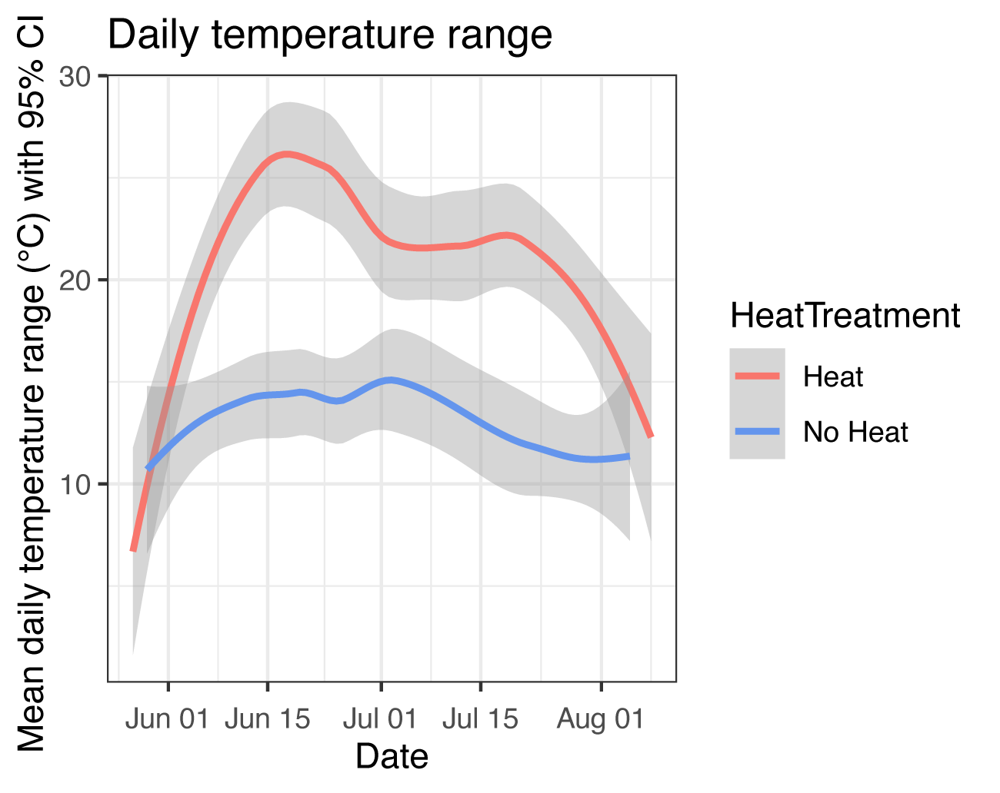 Daily temperature range
Mean daily temperature range (°C) with 95% CI
30
20
10
Jun 01 Jun 15 Jul 01 Jul 15 Aug 01
Date
HeatTreatment
Heat
No Heat